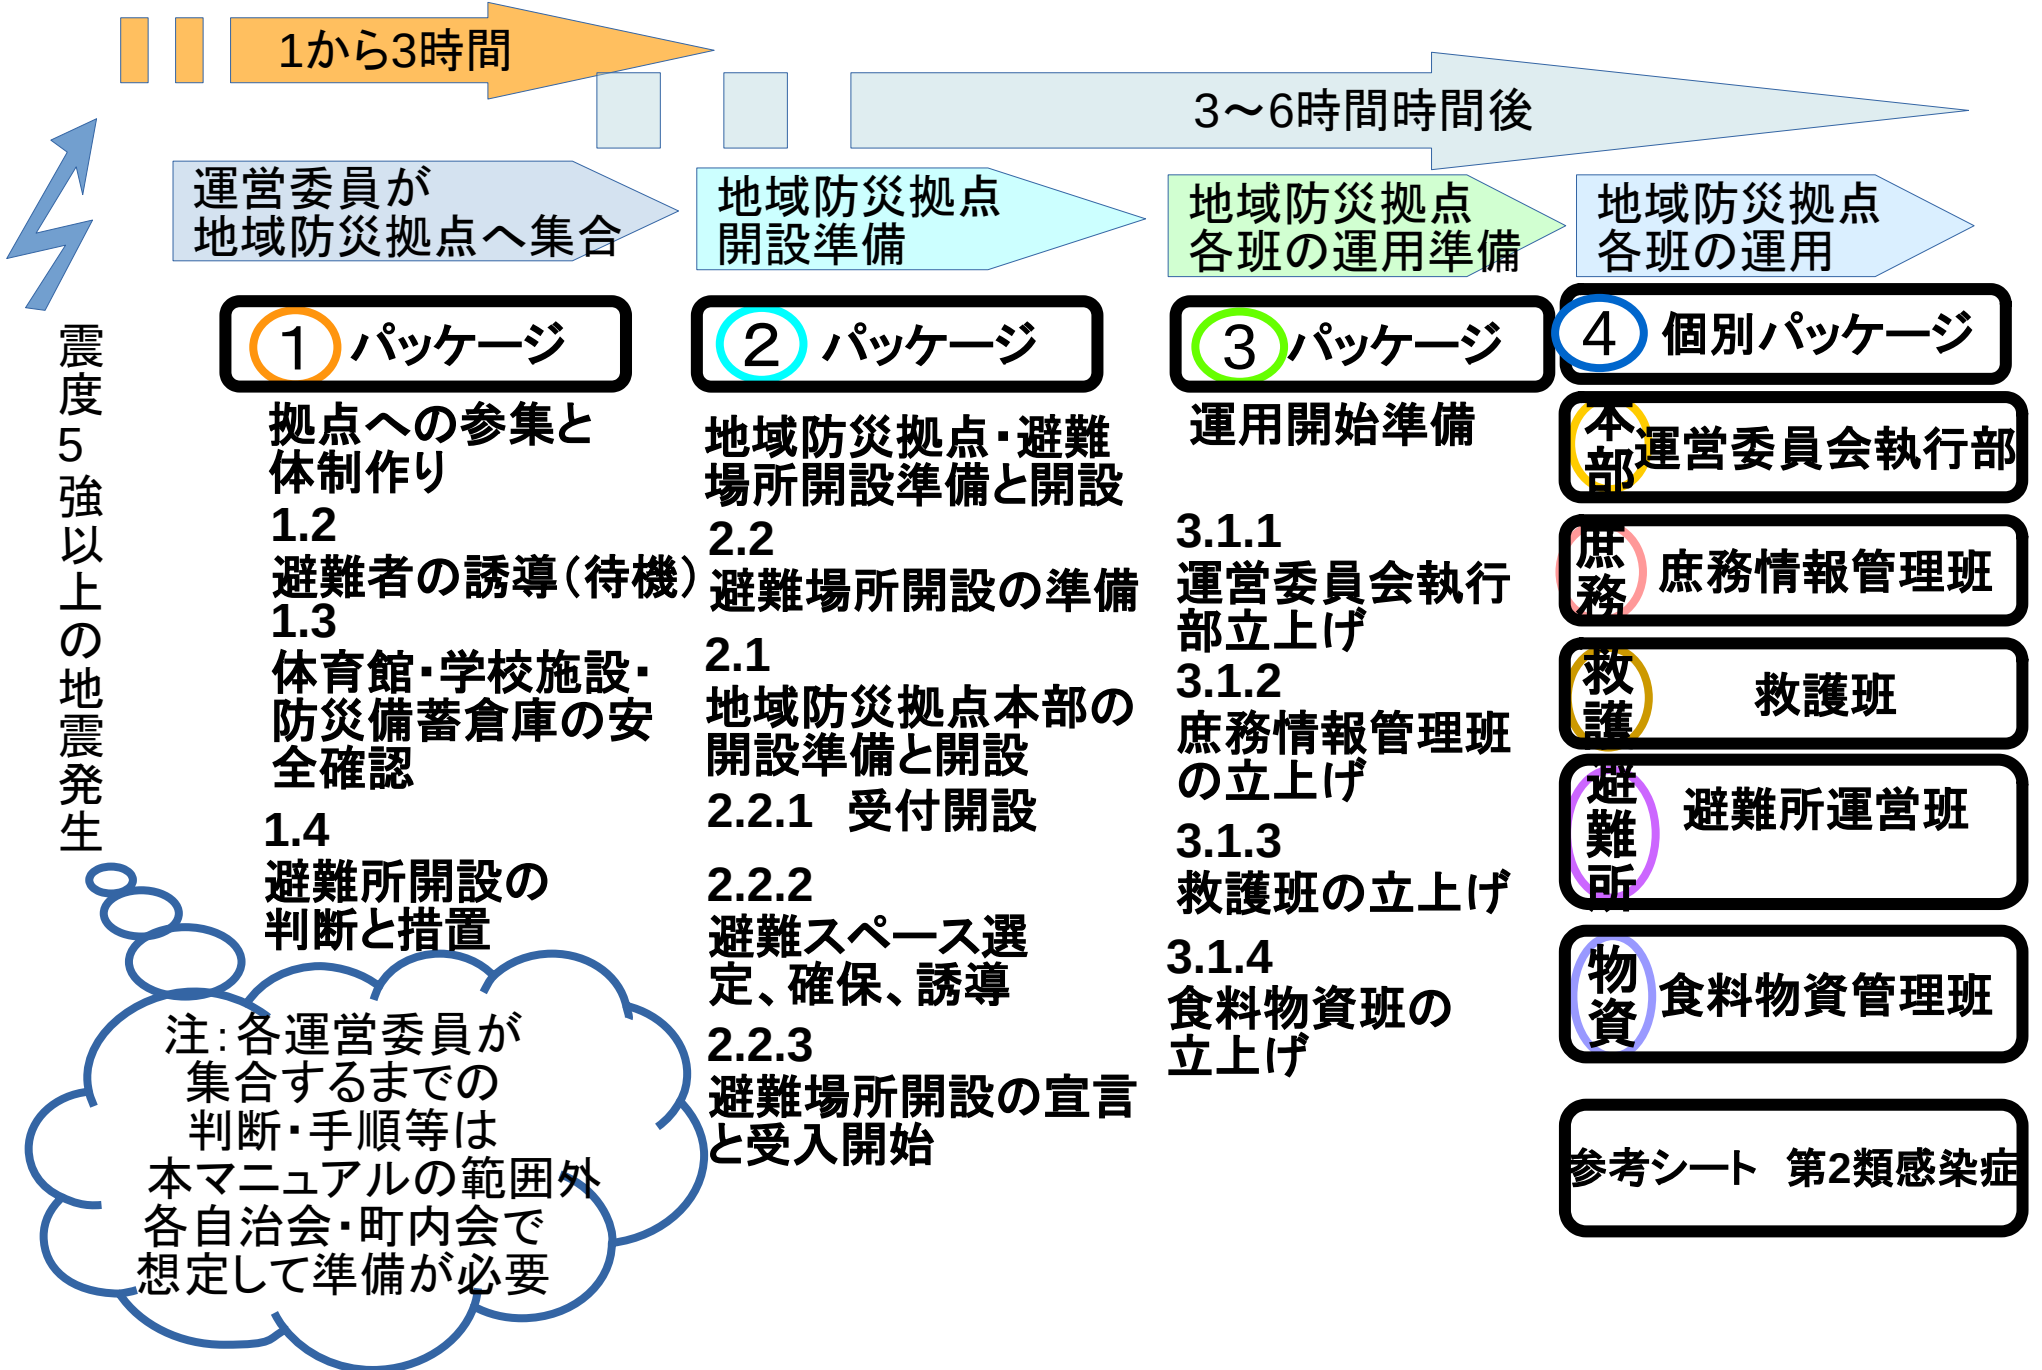 1から3時間
3～6時間時間後
運営委員が
地域防災拠点へ集合
地域防災拠点
開設準備
地域防災拠点
各班の運用準備
地域防災拠点
各班の運用
震度5強以上の地震発生
1 パッケージ
拠点への参集と
体制作り
1.2
避難者の誘導（待機）
1.3
体育館・学校施設・
防災備蓄倉庫の安
全確認
1.4
避難所開設の
判断と措置
注：各運営委員が
集合するまでの
判断・手順等は
本マニュアルの範囲外
各自治会・町内会で
想定して準備が必要
2 パッケージ
地域防災拠点・避難
場所開設準備と開設
2.2
避難場所開設の準備
2.1
地域防災拠点本部の
開設準備と開設
2.2.1　受付開設
2.2.2
避難スペース選
定、確保、誘導
2.2.3
避難場所開設の宣言
と受入開始
3 パッケージ
運用開始準備
3.1.1
運営委員会執行
部立上げ
3.1.2
庶務情報管理班
の立上げ
3.1.3
救護班の立上げ
3.1.4
食料物資班の
立上げ
4 個別パッケージ
本部 運営委員会執行部
庶務 庶務情報管理班
救護 救護班
避難所 避難所運営班
物資 食料物資管理班
参考シート　第2類感染症